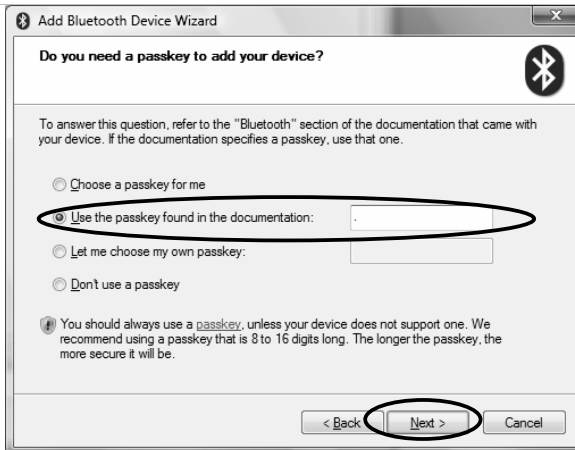 Add Bluetooth Device Wizard
Do you need a passkey to add your device?
To answer this question, refer to the "Bluetooth" section of the documentation that came with
your device. If the documentation specifies a passkey, use that one.
Choose a passkey for me
Use the passkey found in the documentation: .
Let me choose my own passkey:
Don't use a passkey
You should always use a passkey, unless your device does not support one. We
recommend using a passkey that is 8 to 16 digits long. The longer the passkey, the
more secure it will be.
< Back Next > Cancel